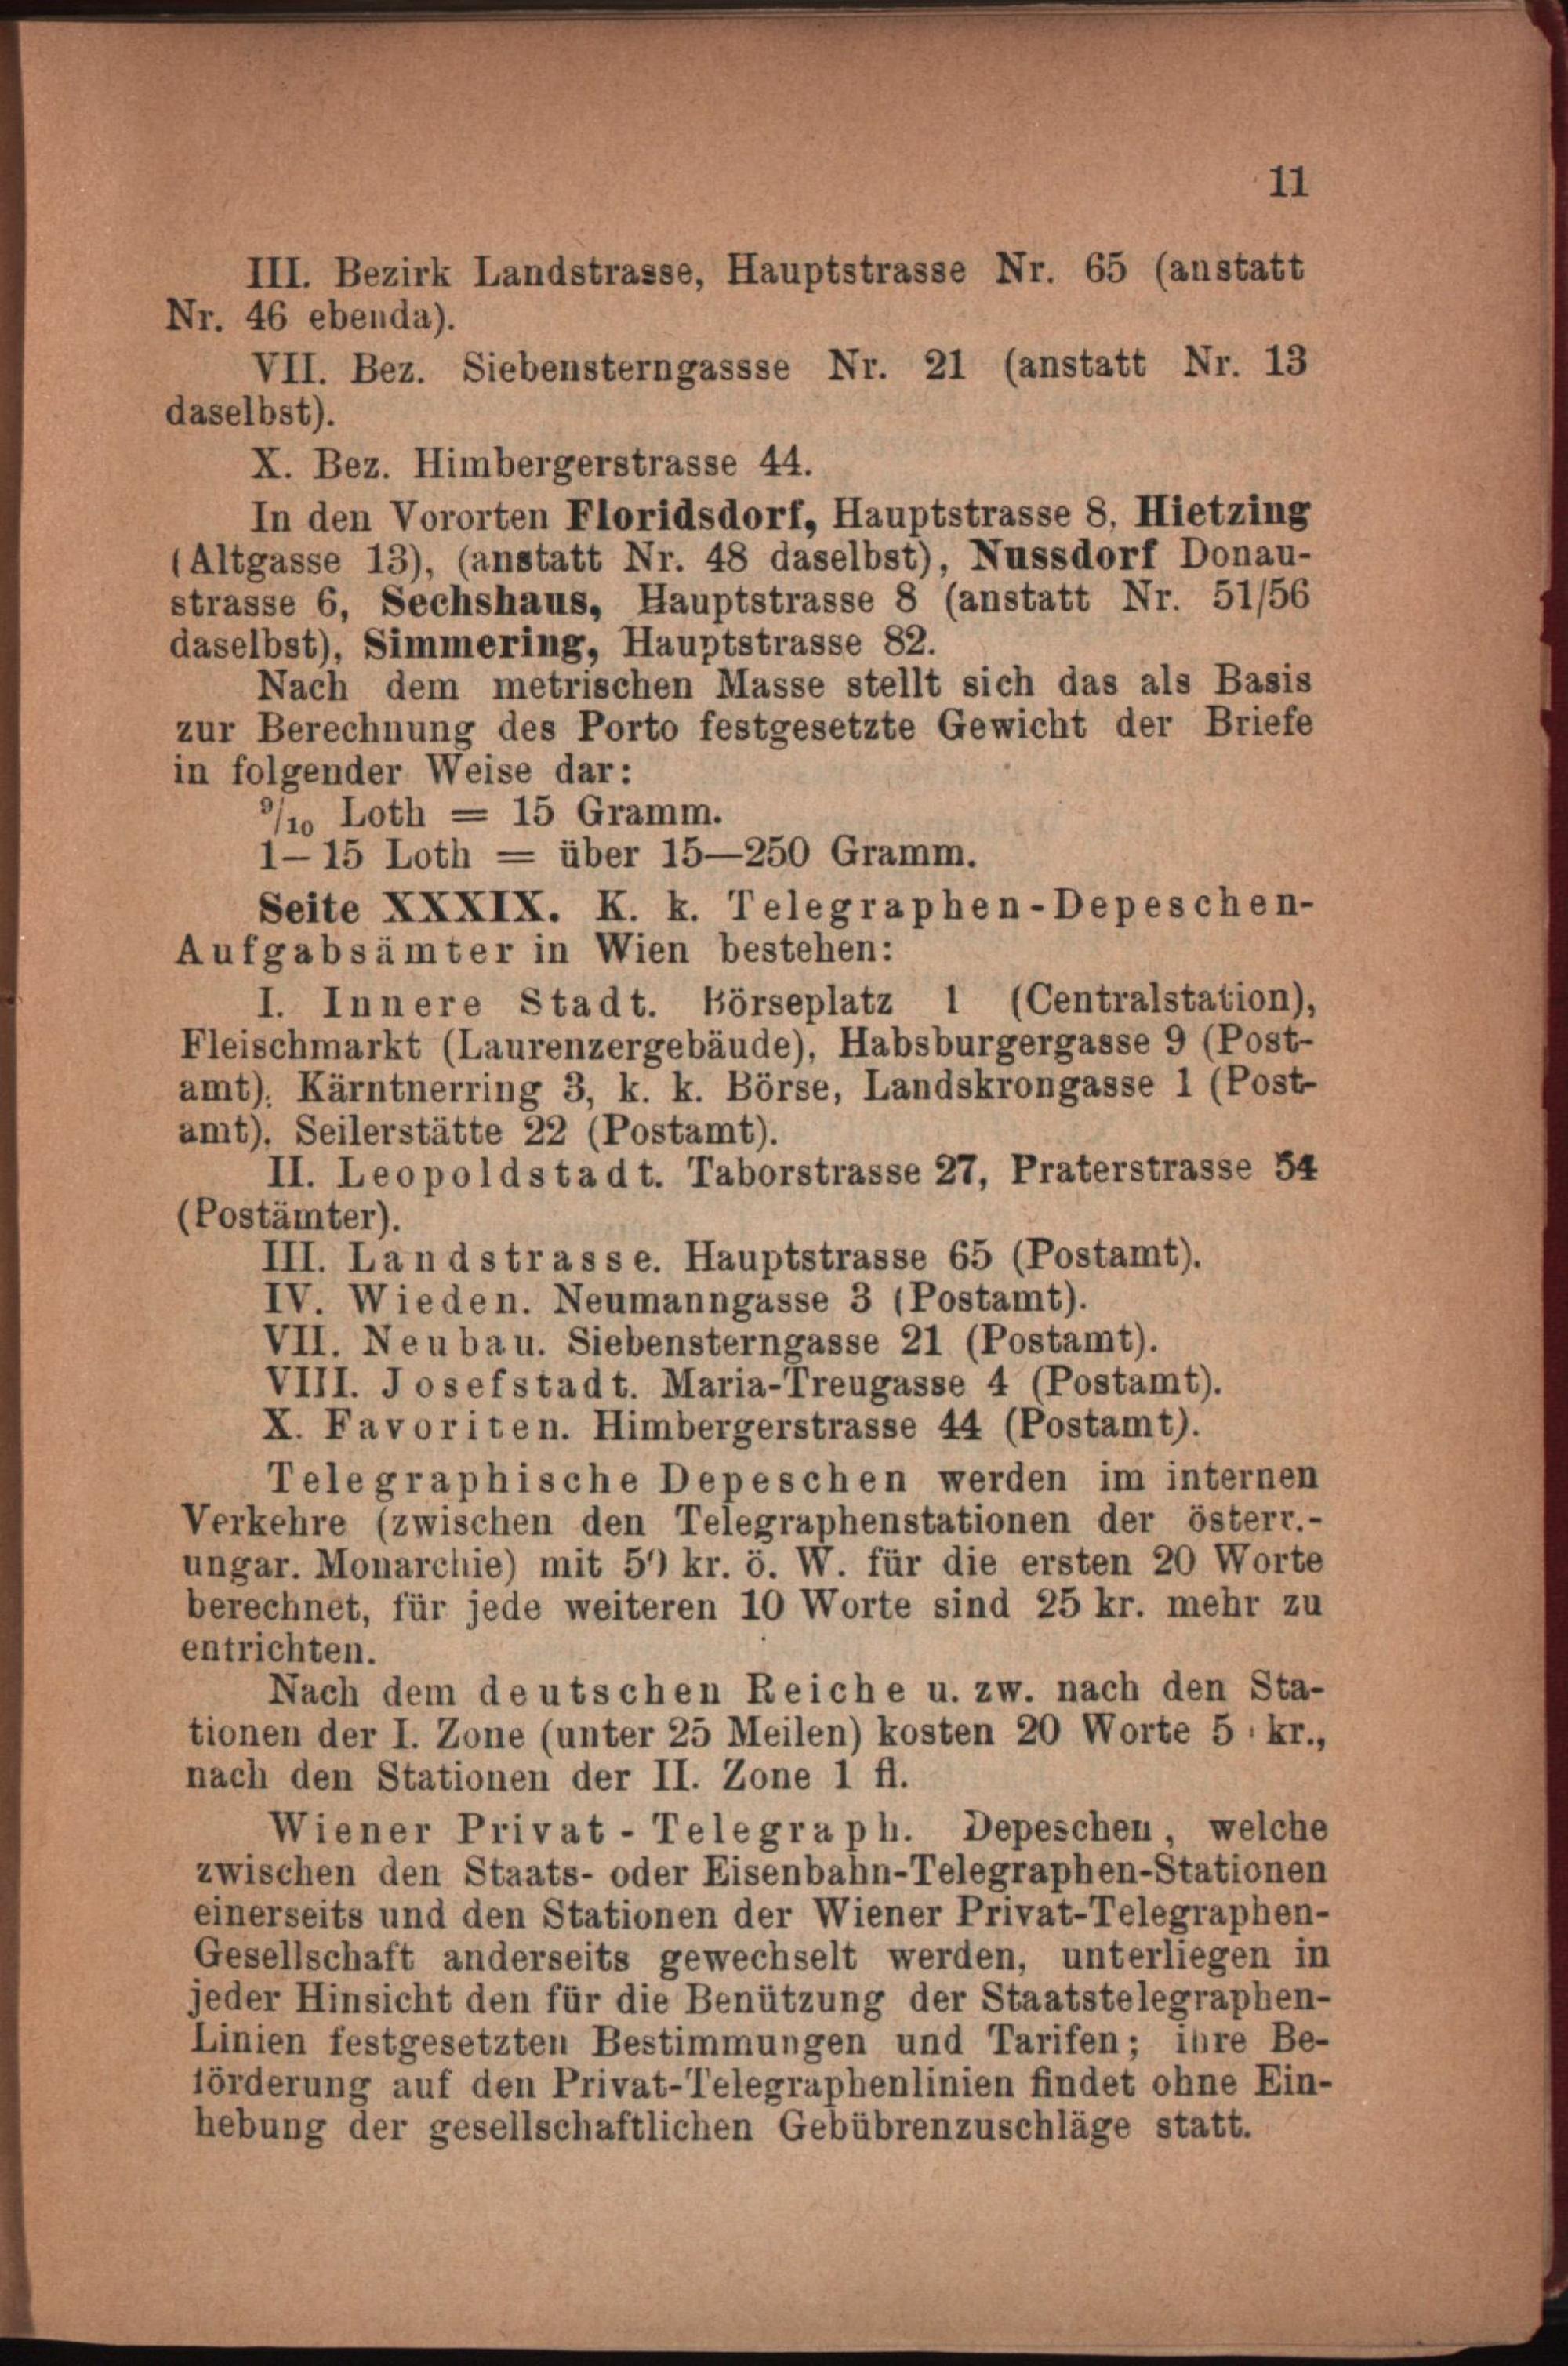 11
III. Bezirk Landstrasse, Hauptstrasse Nr. 65 (anstatt
Nr. 46 ebenda).
VII. Bez. Siebensterngassse Nr. 21 (anstatt Nr. 13
daselbst).
X. Bez. Himbergerstrasse 44.
In den Vororten Floridsdorf, Hauptstrasse 8, Hietzing
(Altgasse 13), (anstatt Nr. 48 daselbst), Nussdorf Donau-
strasse 6, Sechshaus, Hauptstrasse 8 (anstatt Nr. 51/56
daselbst), Simmering, Hauptstrasse 82.
Nach dem metrischen Masse stellt sich das als Basis
zur Berechnung des Porto festgesetzte Gewicht der Briefe
in folgender Weise dar:
9/10 Loth = 15 Gramm.
1—15 Loth = über 15—250 Gramm.
Seite XXXIX. K. k. Telegraphen-Depeschen-
Aufgabsämter in Wien bestehen:
I. Innere Stadt. Börseplatz 1 (Centralstation),
Fleischmarkt (Laurenzergebäude), Habsburgergasse 9 (Post-
amt), Kärntnerring 3, k. k. Börse, Landskrongasse 1 (Post-
amt), Seilerstätte 22 (Postamt).
II. Leopoldstadt. Taborstrasse 27, Praterstrasse 54
(Postämter).
III. Landstrasse. Hauptstrasse 65 (Postamt).
IV. Wieden. Neumanngasse 3 (Postamt).
VII. Neubau. Siebensterngasse 21 (Postamt).
VIII. Josefstadt. Maria-Treugasse 4 (Postamt).
X. Favoriten. Himbergerstrasse 44 (Postamt).
Telegraphische Depeschen werden im internen
Verkehre (zwischen den Telegraphenstationen der österr.-
ungar. Monarchie) mit 50 kr. ö. W. für die ersten 20 Worte
berechnet, für jede weiteren 10 Worte sind 25 kr. mehr zu
entrichten.
Nach dem deutschen Reiche u. zw. nach den Sta-
tionen der I. Zone (unter 25 Meilen) kosten 20 Worte kr.,
nach den Stationen der II. Zone 1 fl.
Wiener Privat-Telegraph. Depeschen, welche
zwischen den Staats- oder Eisenbahn-Telegraphen-Stationen
einerseits und den Stationen der Wiener Privat-Telegraphen-
Gesellschaft anderseits gewechselt werden, unterliegen in
jeder Hinsicht den für die Benützung der Staatstelegraphen-
Linien festgesetzten Bestimmungen und Tarifen; ihre Be-
förderung auf den Privat-Telegraphenlinien findet ohne Ein-
hebung der gesellschaftlichen Gebübrenzuschläge statt.